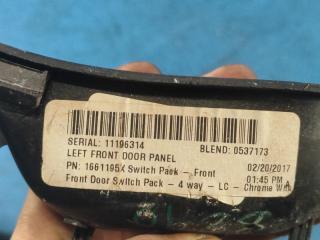 SERIAL: 11196314 BLEND: 0537173
LEFT FRONT DOOR PANEL
PN: 1661195X Switch Pack - Front 02/20/2017
01:45 PM
Front Door Switch Pack - 4 way - LC - Chrome